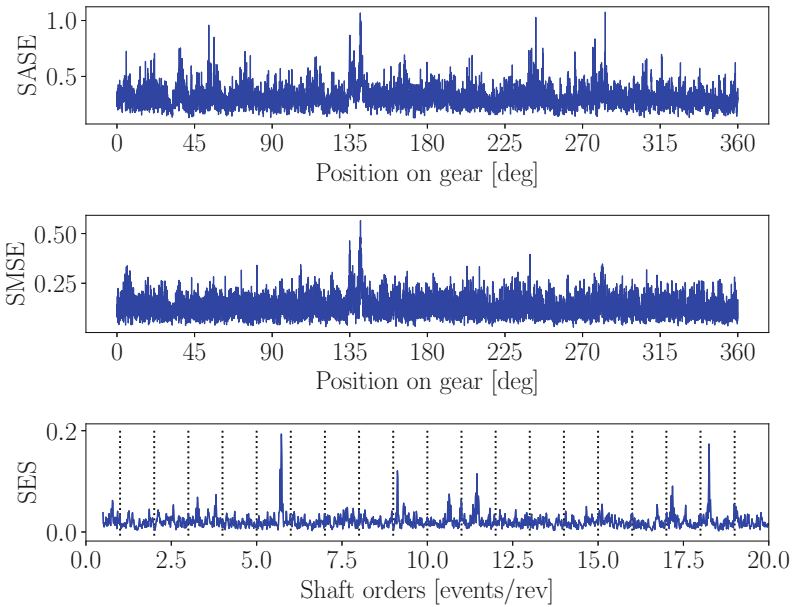 SASE
1.0
0.5
0 45 90 135 180 225 270 315 360
Position on gear [deg]
SMSE
0.50
0.25
0 45 90 135 180 225 270 315 360
Position on gear [deg]
SES
0.2
0.0
0.0 2.5 5.0 7.5 10.0 12.5 15.0 17.5 20.0
Shaft orders [events/rev]